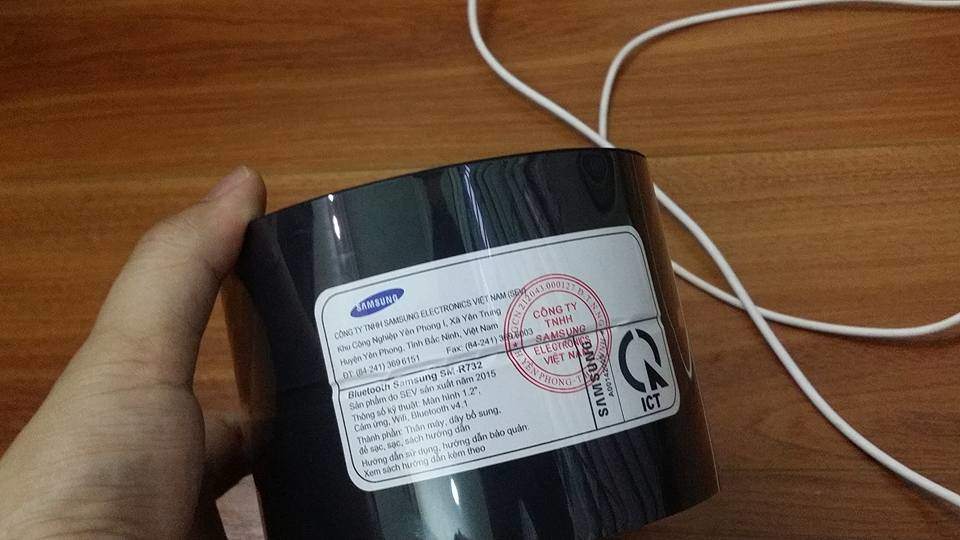 SAMSUNG
CÔNG TY TNHH SAMSUNG ELECTRONICS VIỆT NAM (SEV)
Khu Công Nghiệp Yên Phong I, Xã Yên Trung
Huyện Yên Phong, Tỉnh Bắc Ninh, Việt Nam
ĐT: (84-241) 369 6151 Fax: (84-241) 369 6003
Bluetooth Samsung SM-R732
Sản phẩm do SEV sản xuất năm 2015
Thông số kỹ thuật: Màn hình 1.2",
Cảm ứng, Wifi, Bluetooth v4.1
Thành phần: Thân máy, dây bổ sung,
đế sạc, sạc, sách hướng dẫn
Hướng dẫn sử dụng, hướng dẫn bảo quản:
Xem sách hướng dẫn kèm theo
212043.000127
CÔNG TY
TNHH
SAMSUNG
ELECTRONICS
VIỆT NAM
YÊN PHONG
SAMSUNG
ICT